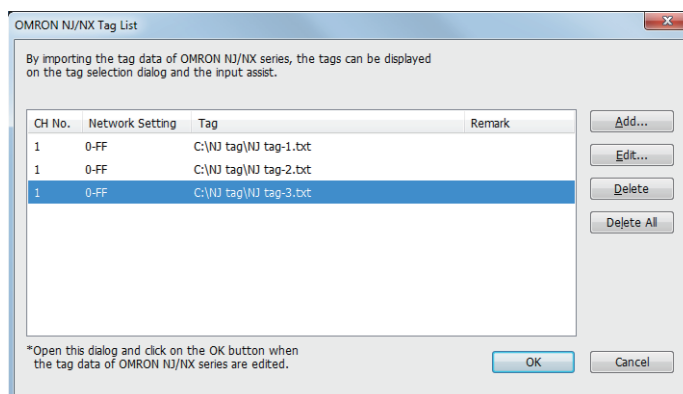 OMRON NJ/NX Tag List
By importing the tag data of OMRON NJ/NX series, the tags can be displayed
on the tag selection dialog and the input assist.
CH No. Network Setting Tag Remark
1 0-FF C:\NJ tag\NJ tag-1.txt
1 0-FF C:\NJ tag\NJ tag-2.txt
1 0-FF C:\NJ tag\NJ tag-3.txt
Add...
Edit...
Delete
Delete All
*Open this dialog and click on the OK button when
the tag data of OMRON NJ/NX series are edited.
OK Cancel